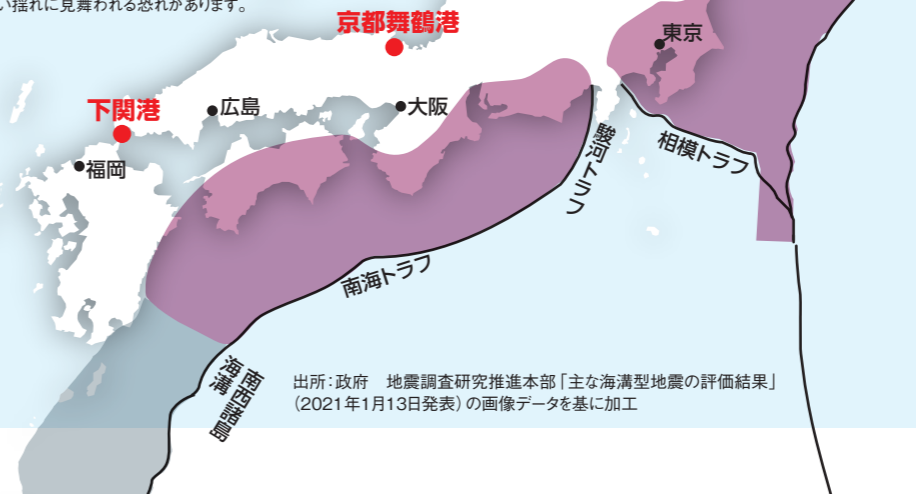 い揺れに見舞われる恐れがあります。
京都舞鶴港
東京
下関港
広島
大阪
福岡
駿河トラフ
相模トラフ
南海トラフ
南西諸島
海溝
出所：政府　地震調査研究推進本部「主な海溝型地震の評価結果」
（2021年1月13日発表）の画像データを基に加工